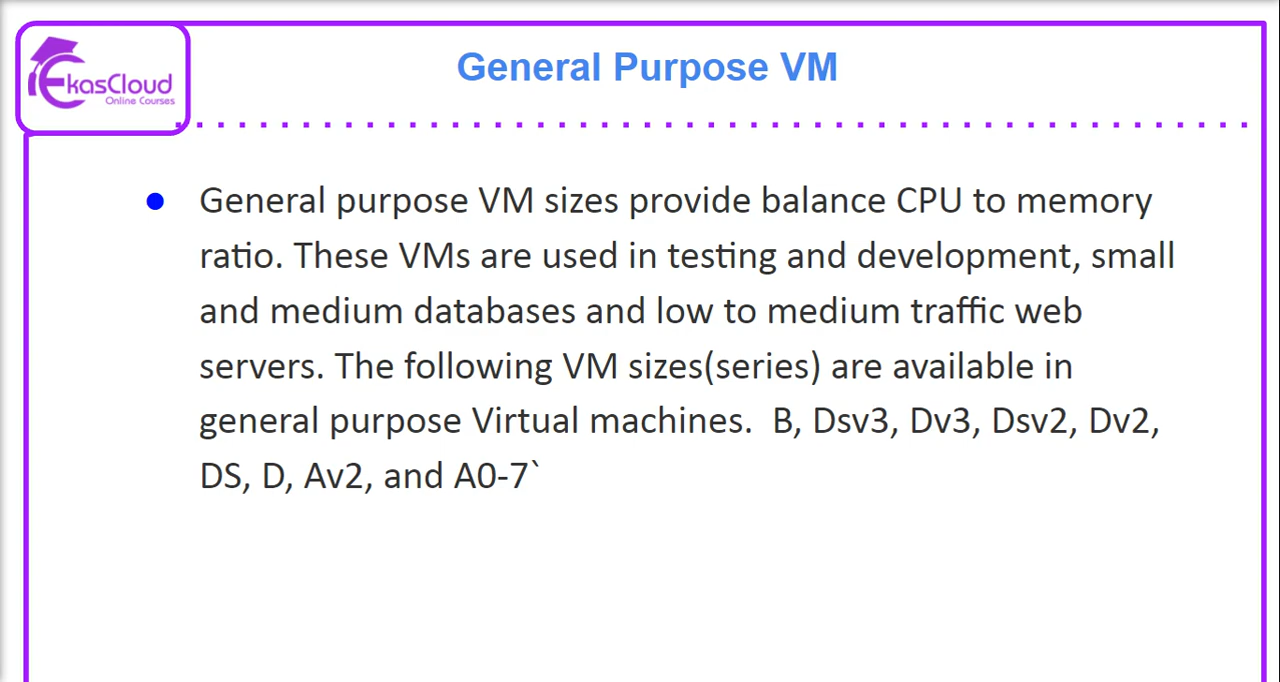 EkasCloud
Online Courses
General Purpose VM
● General purpose VM sizes provide balance CPU to memory
ratio. These VMs are used in testing and development, small
and medium databases and low to medium traffic web
servers. The following VM sizes(series) are available in
general purpose Virtual machines.  B, Dsv3, Dv3, Dsv2, Dv2,
DS, D, Av2, and A0-7`